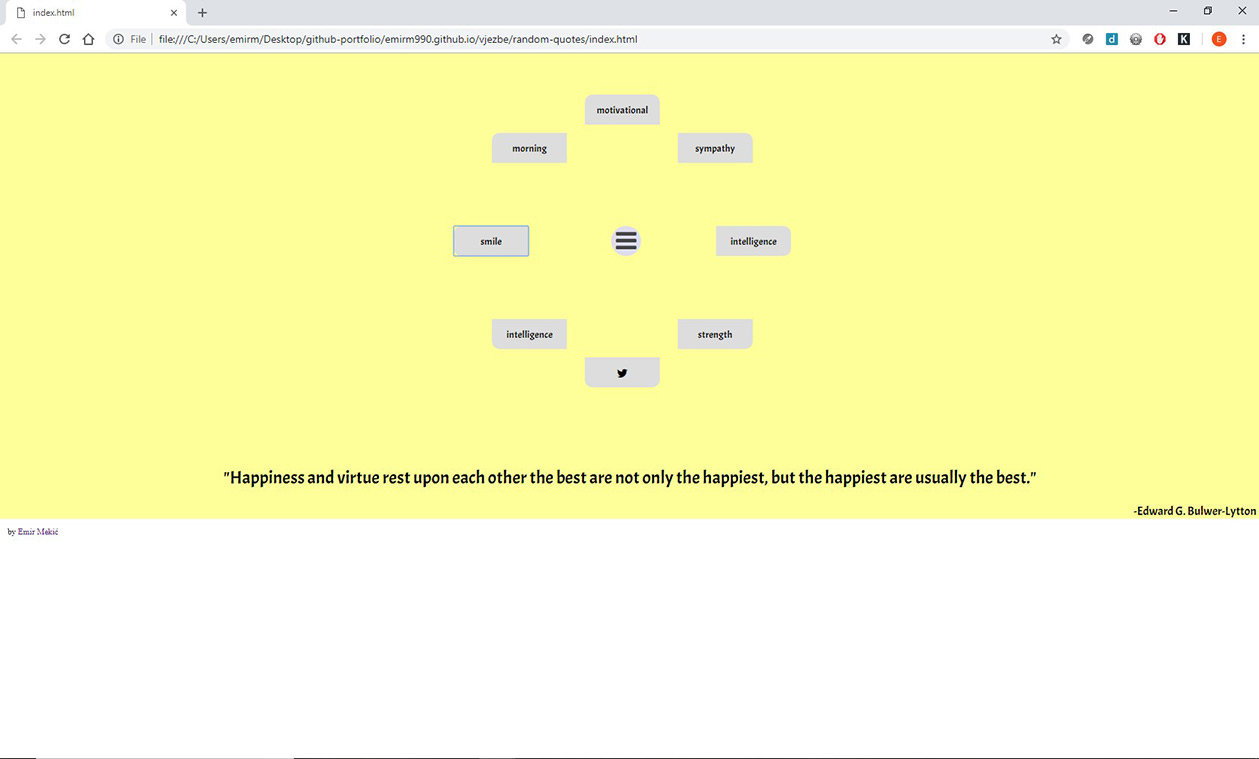 index.html
File
file:///C:/Users/emirm/Desktop/github-portfolio/emirm990.github.io/vjezbe/random-quotes/index.html
d
K
E
motivational
morning
sympathy
smile
intelligence
intelligence
strength
"Happiness and virtue rest upon each other the best are not only the happiest, but the happiest are usually the best."
-Edward G. Bulwer-Lytton
by Emir Mekić